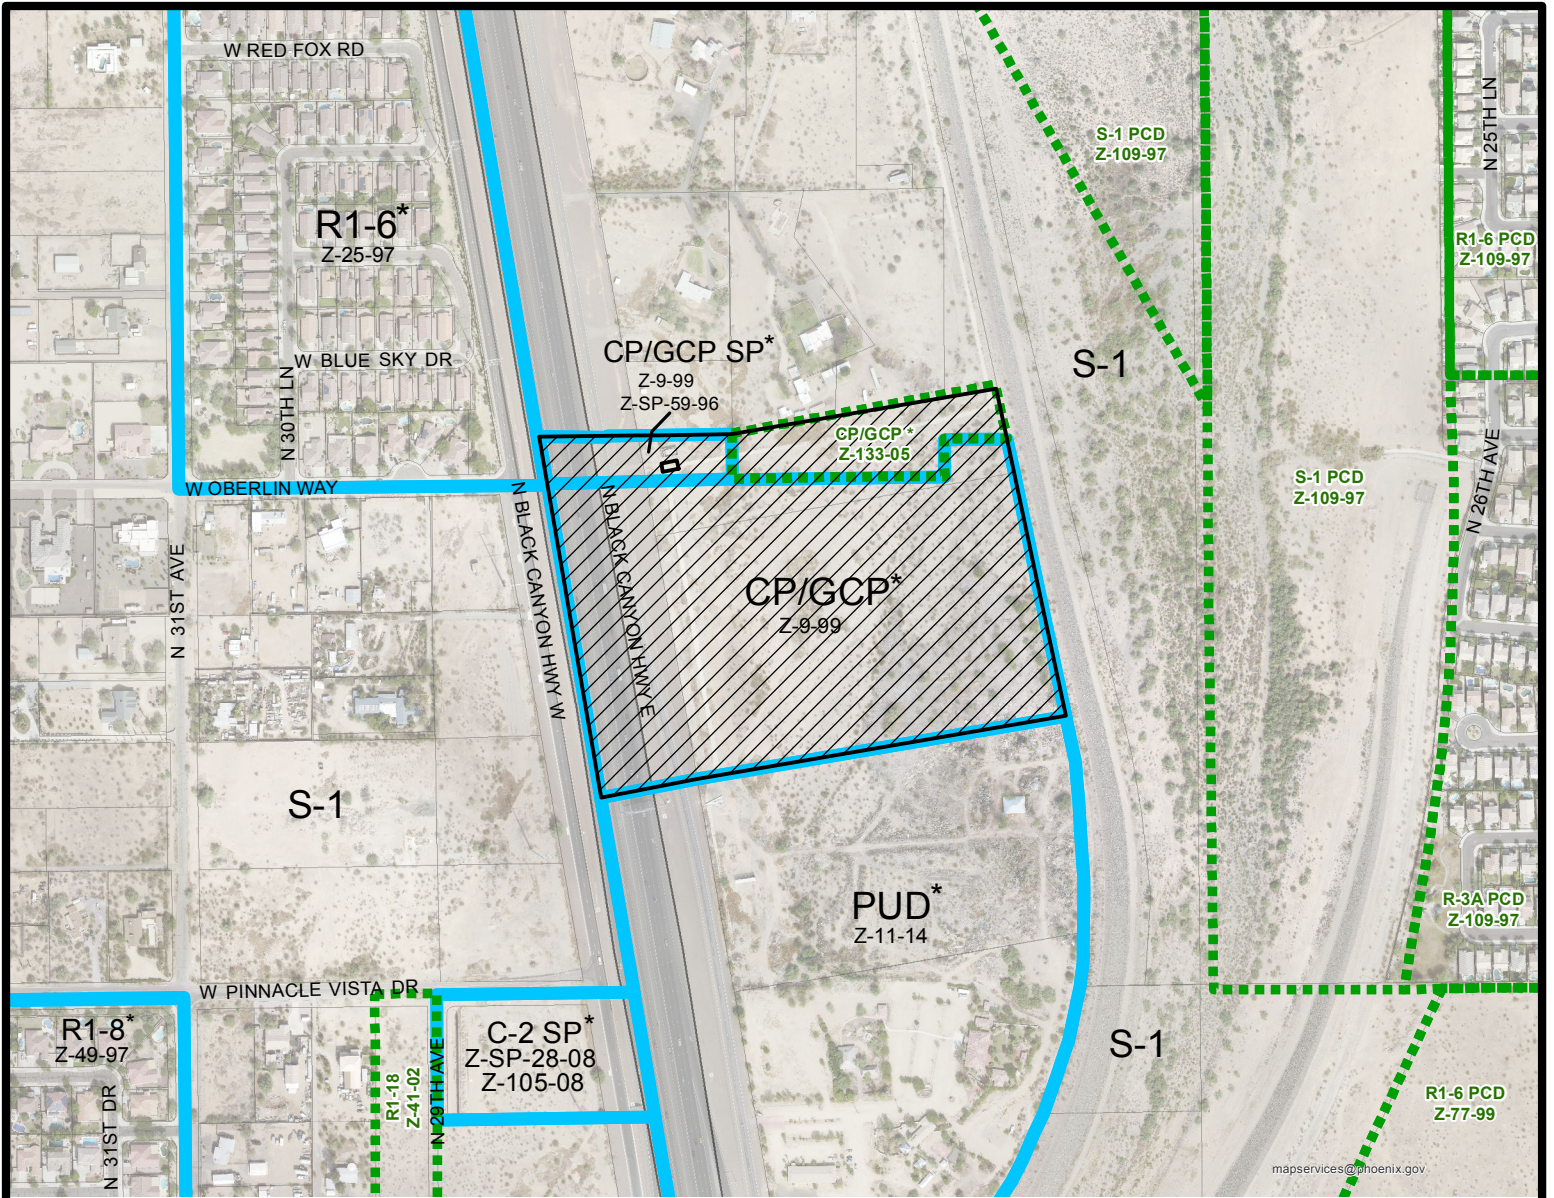 W RED FOX RD
N 25TH LN
S-1 PCD
Z-109-97
R1-6*
Z-25-97
R1-6 PCD
Z-109-97
CP/GCP SP*
Z-9-99
Z-SP-59-96
W BLUE SKY DR
S-1
N 30TH LN
CP/GCP *
Z-133-05
S-1 PCD
Z-109-97
N 26TH AVE
W OBERLIN WAY
N BLACK CANYON HWY W
N BLACK CANYON HWY E
N 31ST AVE
CP/GCP*
Z-9-99
S-1
PUD*
Z-11-14
R-3A PCD
Z-109-97
W PINNACLE VISTA DR
R1-8*
Z-49-97
C-2 SP*
Z-SP-28-08
Z-105-08
S-1
R1-18
Z-41-02
N 29TH AVE
N 31ST DR
R1-6 PCD
Z-77-99
mapservices@phoenix.gov